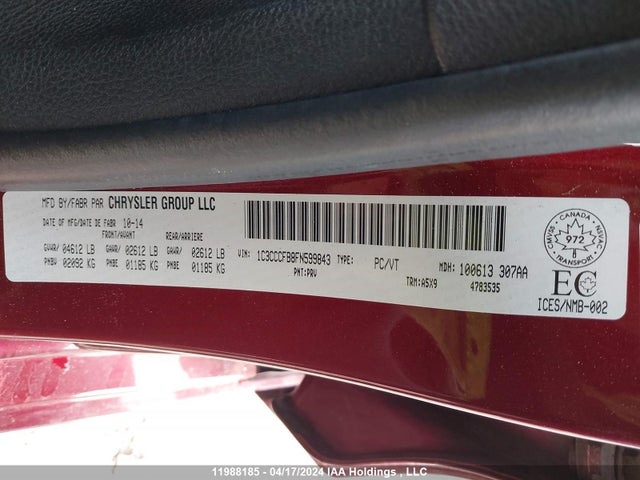 MFD BY/FABR PAR CHRYSLER GROUP LLC
DATE OF MFG/DATE DE FABR 10-14
FRONT/AVANT REAR/ARRIERE
GVWR/ 04612 LB GAWR/ 02612 LB GAWR/ 02612 LB
PNBV 02092 KG PNBE 01185 KG PNBE 01185 KG
VIN: 1C3CCCFB8FN599843 TYPE: PC/VT MDH: 100613 307AA
PNT: PRV TRM: A5X9 4783535
CANADA
CMVSS NSVAC
972
B
TRANSPORT
EC
ICES/NMB-002
11988185 - 04/17/2024 IAA Holdings , LLC